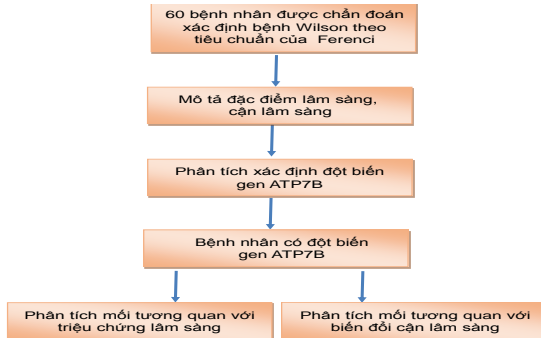 60 bệnh nhân được chẩn đoán
xác định bệnh Wilson theo
tiêu chuẩn của Ferenci
Mô tả đặc điểm lâm sàng,
cận lâm sàng
Phân tích xác định đột biến
gen ATP7B
Bệnh nhân có đột biến
gen ATP7B
Phân tích mối tương quan với
triệu chứng lâm sàng
Phân tích mối tương quan với
biến đổi cận lâm sàng